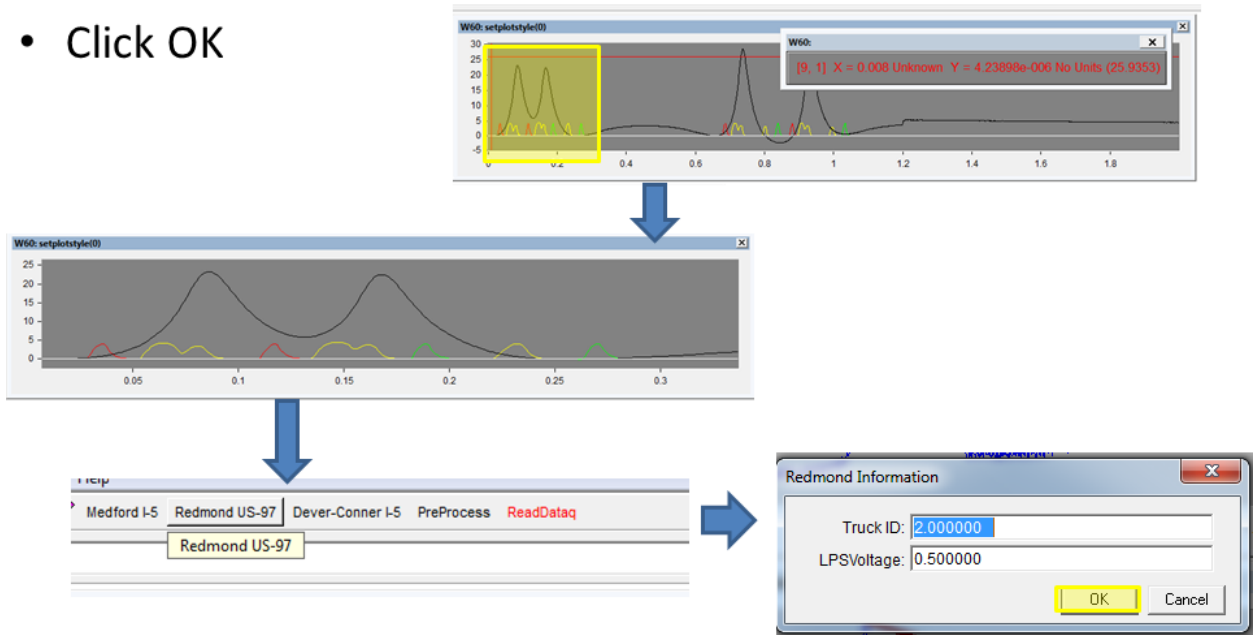 • Click OK
W60: setplotstyle(0)
W60:
[9, 1] X = 0.008 Unknown Y = 4.23898e-006 No Units (25.9353)
30
25
20
15
10
5
0
-5
0 0.2 0.4 0.6 0.8 1 1.2 1.4 1.6 1.8
W60: setplotstyle(0)
25
20
15
10
5
0
0.05 0.1 0.15 0.2 0.25 0.3
Help
Medford I-5 Redmond US-97 Dever-Conner I-5 PreProcess ReadDataq
Redmond US-97
Redmond Information
Truck ID: 2.000000
LPSVoltage: 0.500000
OK Cancel